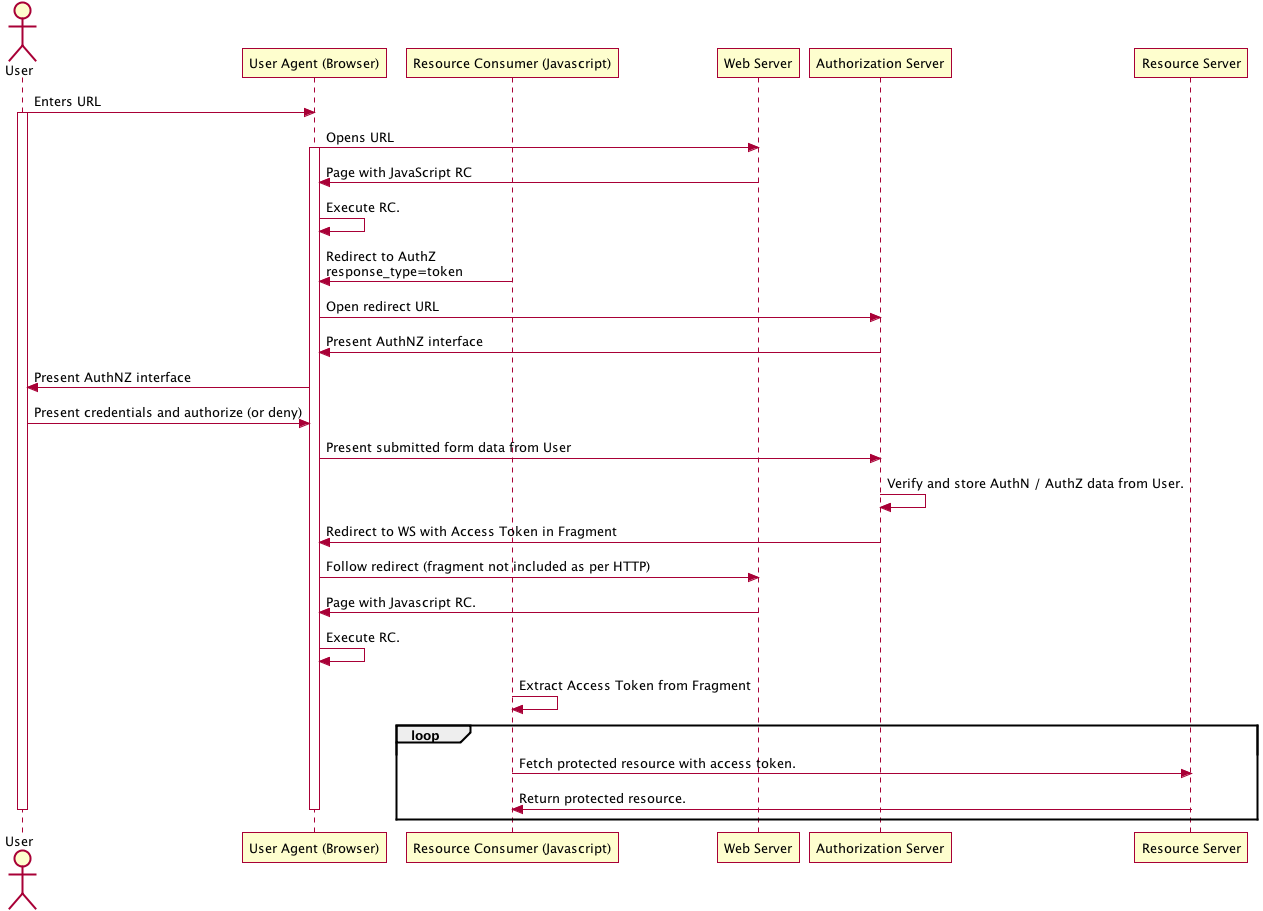 User
User Agent (Browser)
Resource Consumer (Javascript)
Web Server
Authorization Server
Resource Server
Enters URL
Opens URL
Page with JavaScript RC
Execute RC.
Redirect to AuthZ
response_type=token
Open redirect URL
Present AuthNZ interface
Present AuthNZ interface
Present credentials and authorize (or deny)
Present submitted form data from User
Verify and store AuthN / AuthZ data from User.
Redirect to WS with Access Token in Fragment
Follow redirect (fragment not included as per HTTP)
Page with Javascript RC.
Execute RC.
Extract Access Token from Fragment
loop
Fetch protected resource with access token.
Return protected resource.
User
User Agent (Browser)
Resource Consumer (Javascript)
Web Server
Authorization Server
Resource Server